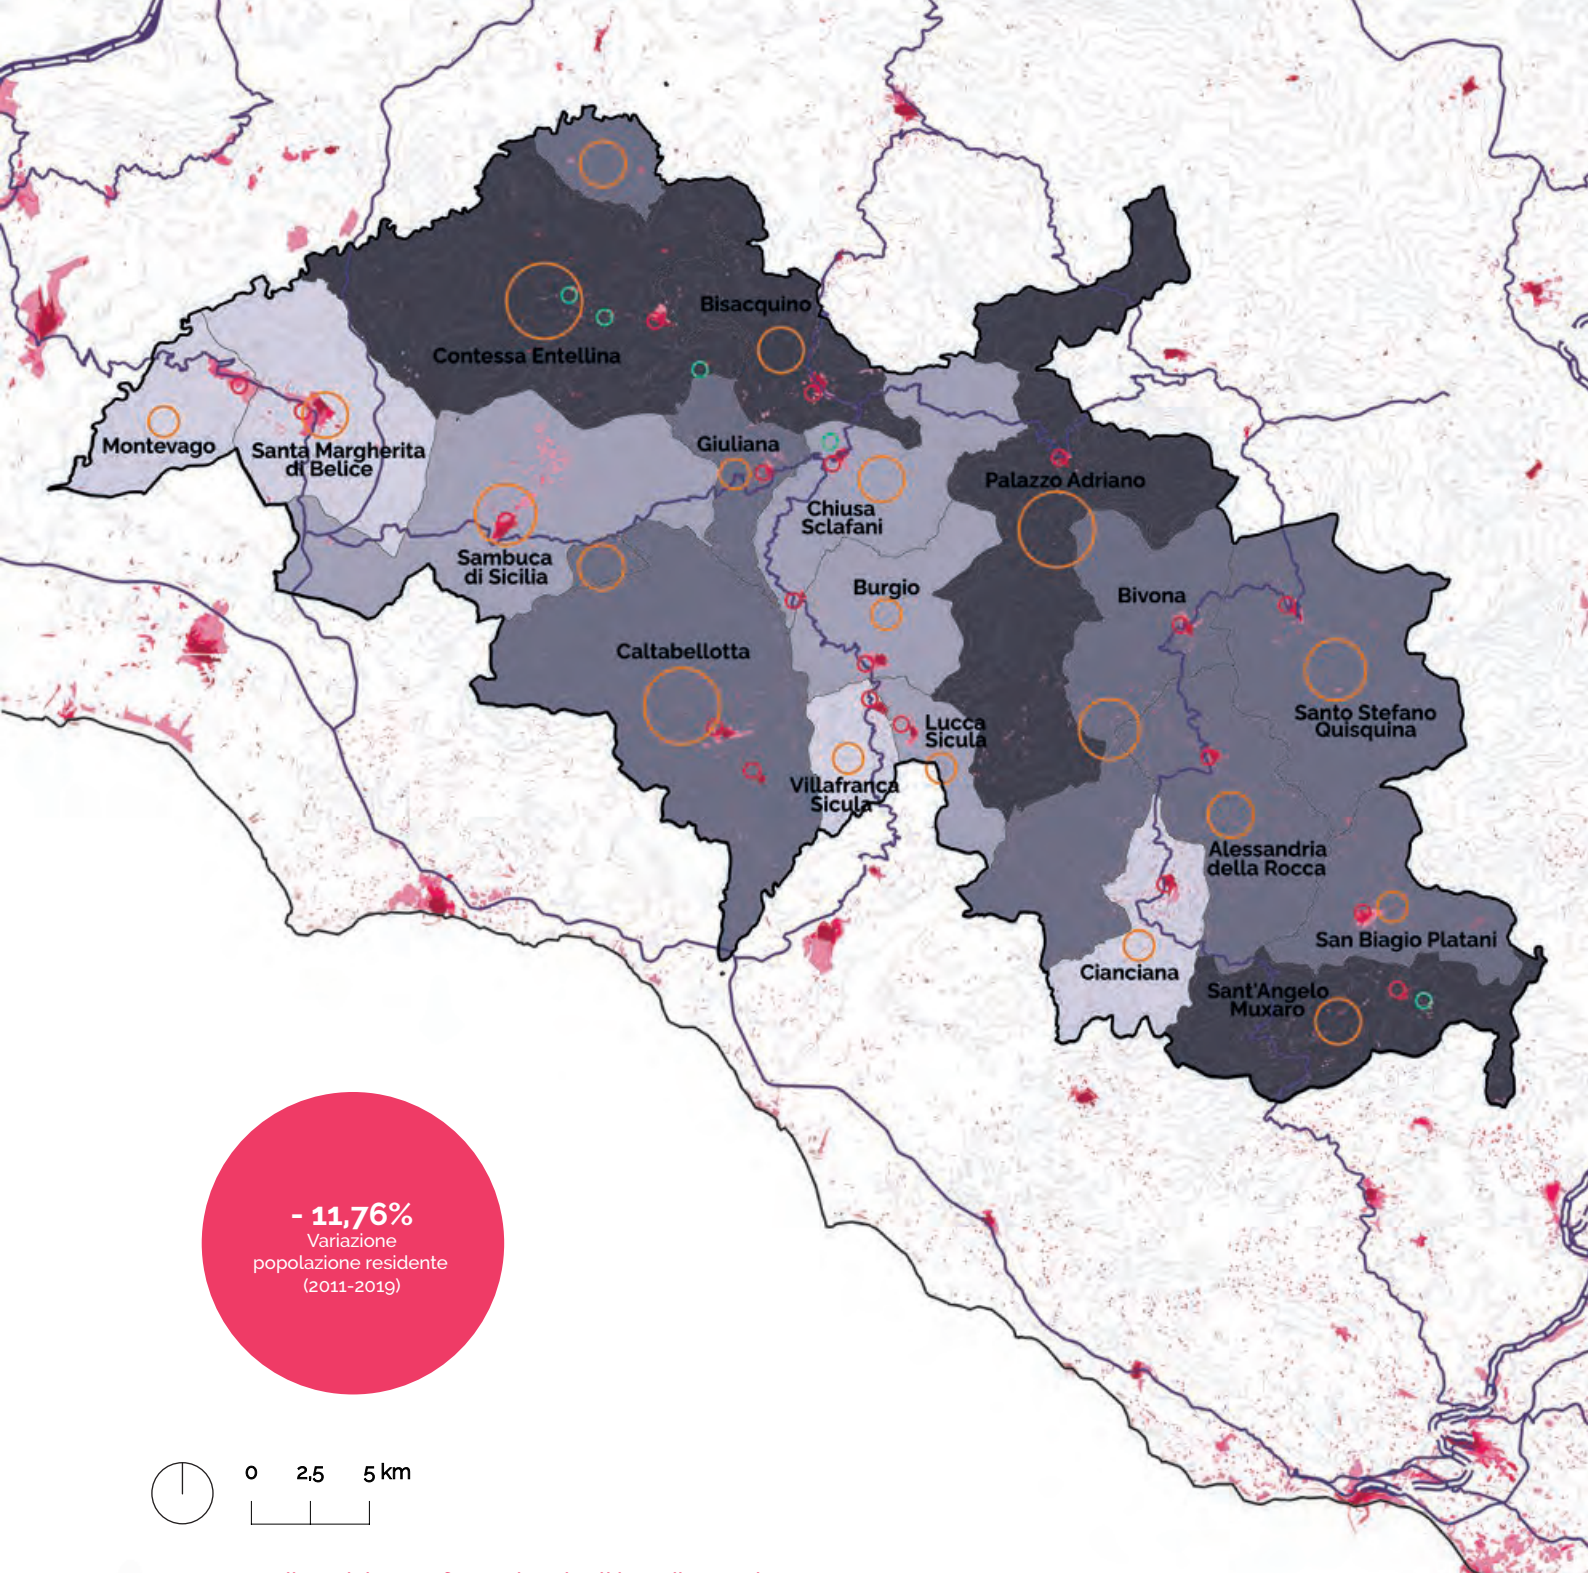 Bisacquino
Contessa Entellina
Montevago
Santa Margherita
di Belice
Giuliana
Palazzo Adriano
Chiusa
Sclafani
Sambuca
di Sicilia
Burgio
Bivona
Caltabellotta
Santo Stefano
Quisquina
Lucca
Sicula
Villafranca
Sicula
Alessandria
della Rocca
San Biagio Platani
Cianciana
Sant'Angelo
Muxaro
- 11,76%
Variazione
popolazione residente
(2011-2019)
0 2,5 5 km